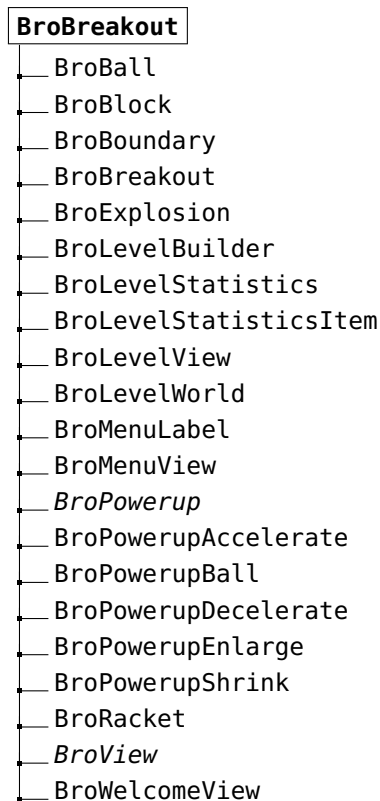 BroBreakout
BroBall
BroBlock
BroBoundary
BroBreakout
BroExplosion
BroLevelBuilder
BroLevelStatistics
BroLevelStatisticsItem
BroLevelView
BroLevelWorld
BroMenuLabel
BroMenuView
BroPowerup
BroPowerupAccelerate
BroPowerupBall
BroPowerupDecelerate
BroPowerupEnlarge
BroPowerupShrink
BroRacket
BroView
BroWelcomeView